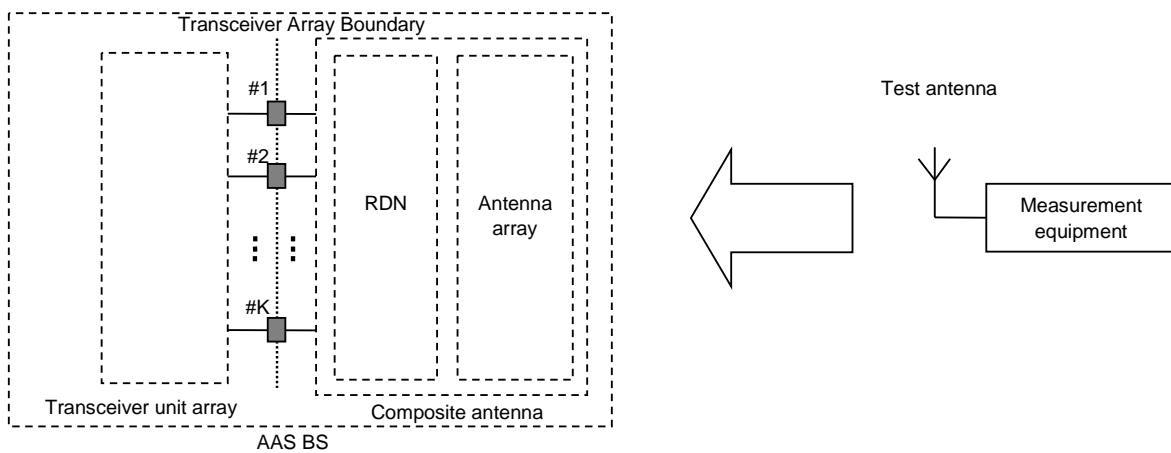 Transceiver Array Boundary
#1
#2
#K
RDN
Antenna
array
Transceiver unit array
Composite antenna
AAS BS
Test antenna
Measurement
equipment